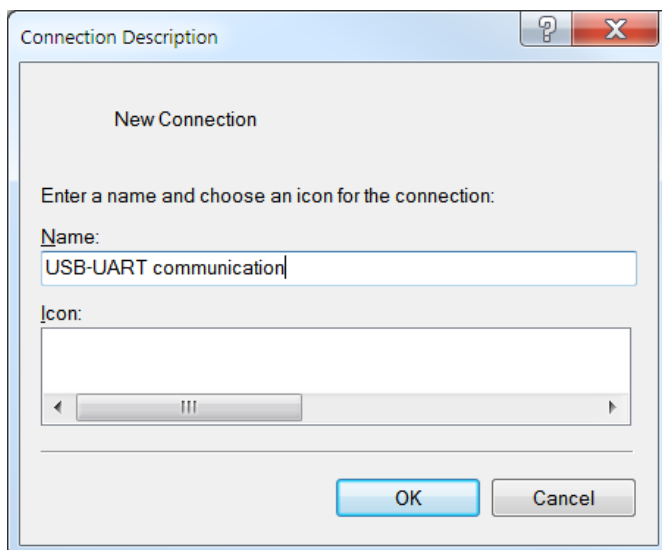 Connection Description
New Connection
Enter a name and choose an icon for the connection:
Name:
USB-UART communication
Icon:
OK Cancel